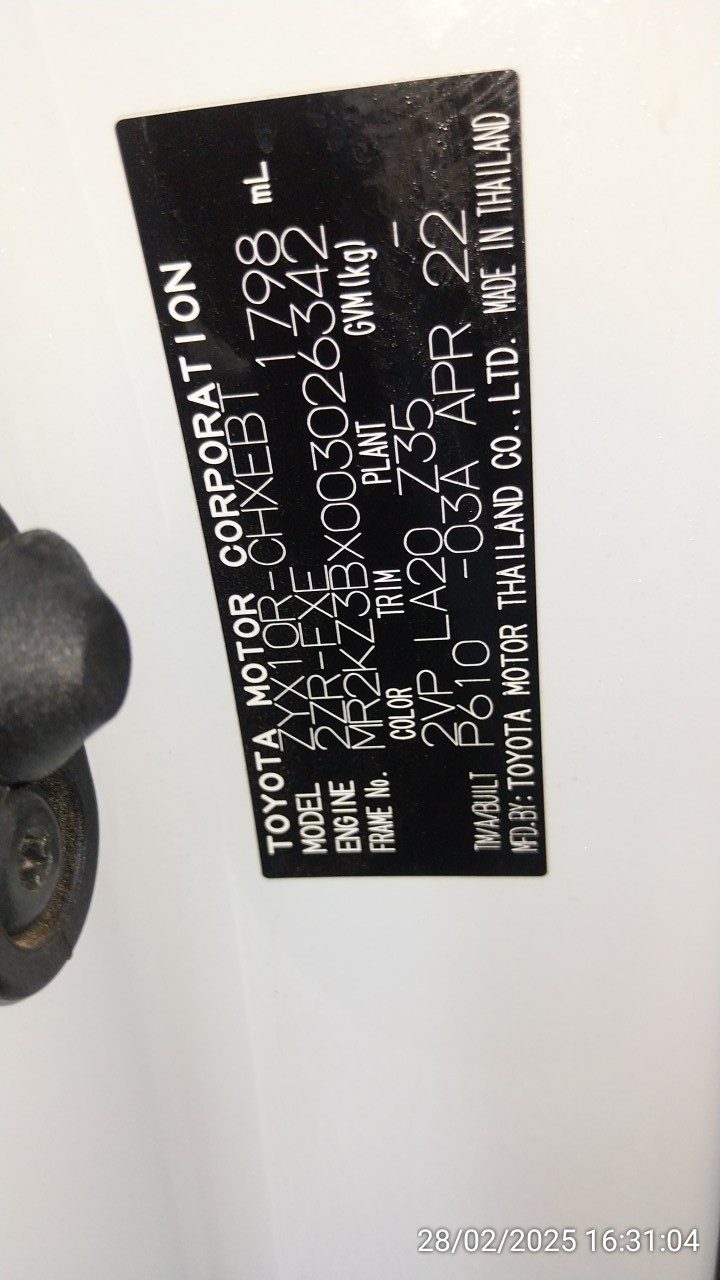 TOYOTA MOTOR CORPORATION
MODEL ZYX10R-CHXEBT 1798 mL
ENGINE 2ZR-FXE
FRAME No. MR2KZ3BX003026342
COLOR TRIM PLANT GVM(kg)
2VP LA20 Z35 -
TM/A/BUILT P610 -03A APR 22
MFD.BY: TOYOTA MOTOR THAILAND CO.,LTD. MADE IN THAILAND
28/02/2025 16:31:04